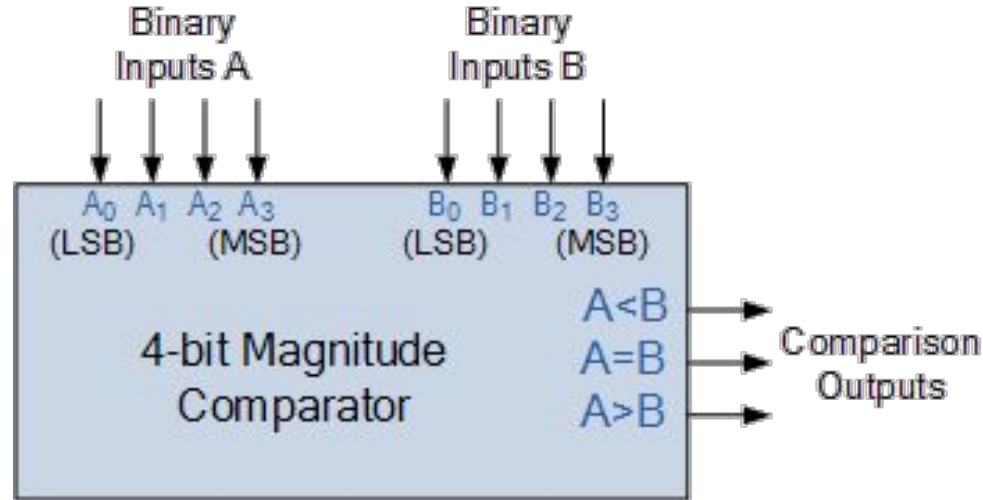 Binary
Inputs A
Binary
Inputs B
A₀ A₁ A₂ A₃
B₀ B₁ B₂ B₃
(LSB) (MSB)
(LSB) (MSB)
A<B
A=B
A>B
4-bit Magnitude
Comparator
Comparison
Outputs